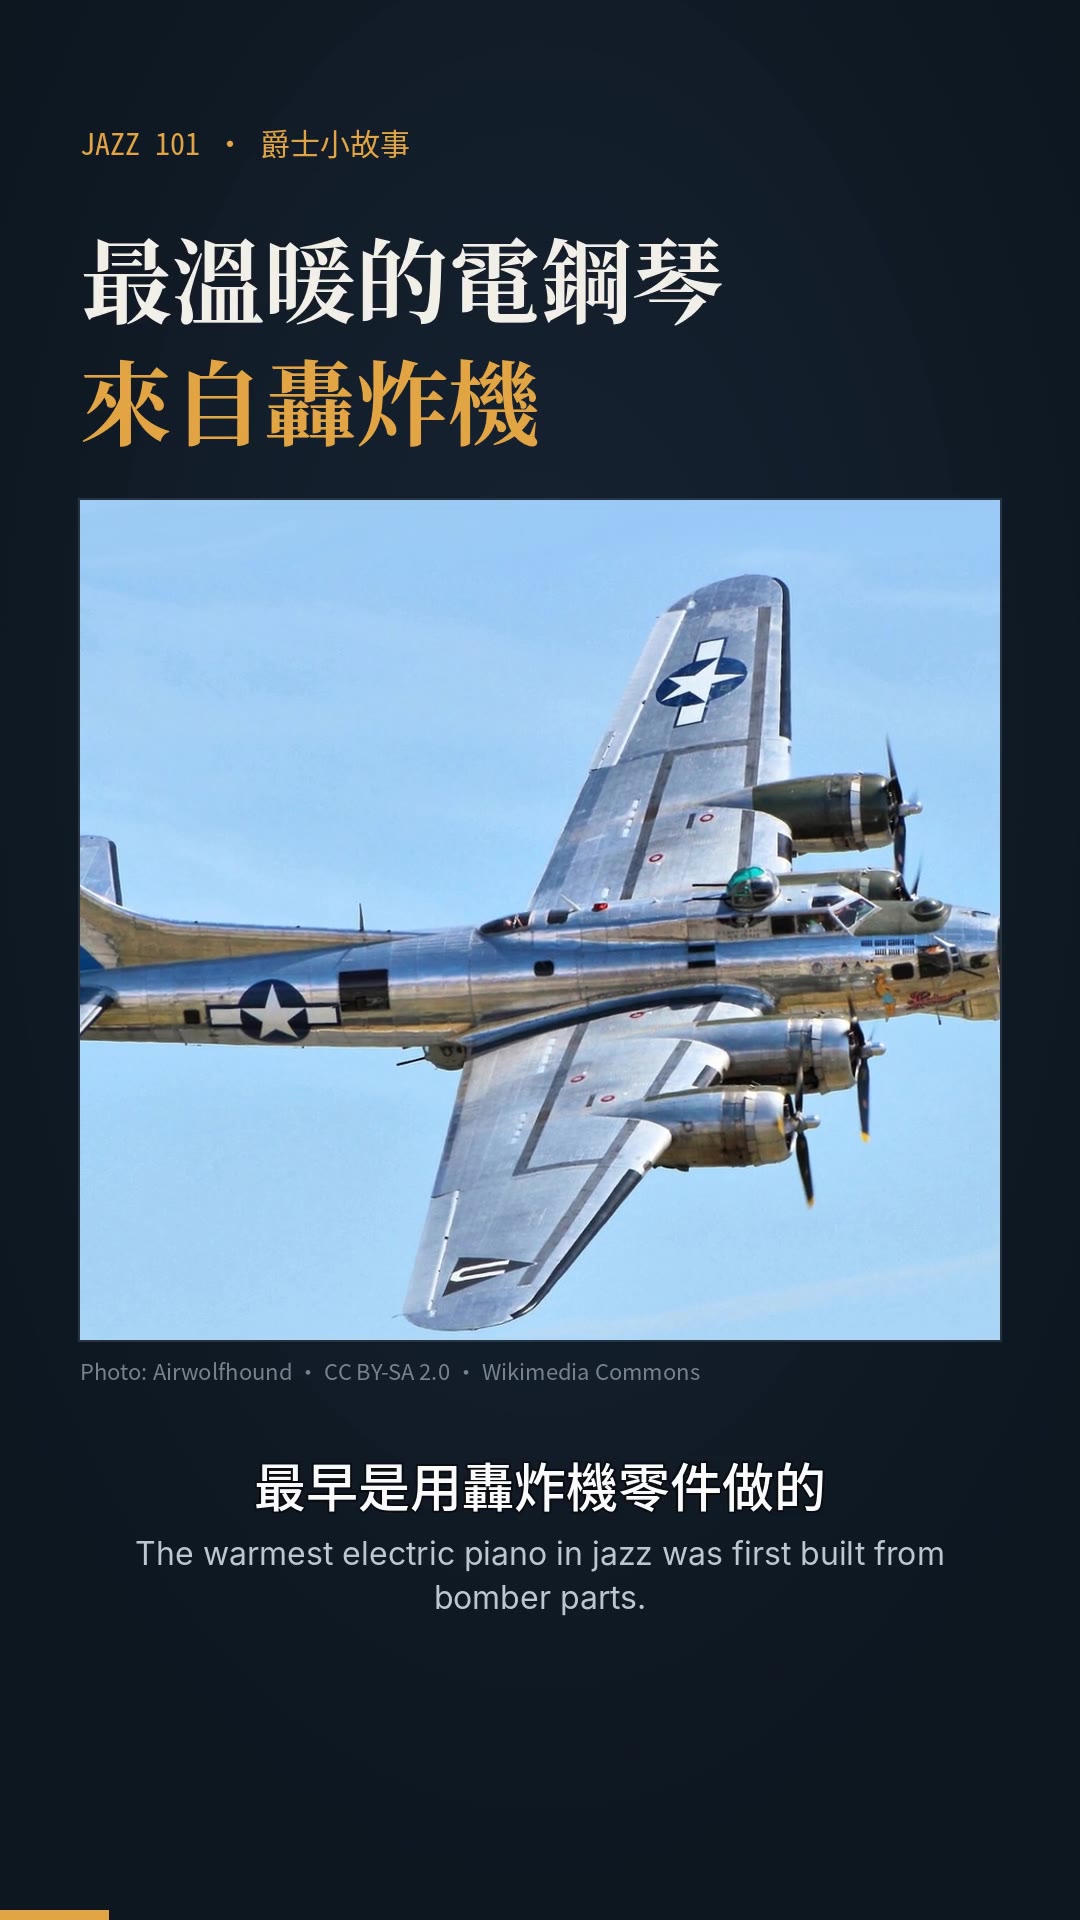 JAZZ 101 • 爵士小故事
最溫暖的電鋼琴
來自轟炸機
Photo: Airwolfhound • CC BY-SA 2.0 • Wikimedia Commons
最早是用轟炸機零件做的
The warmest electric piano in jazz was first built from
bomber parts.